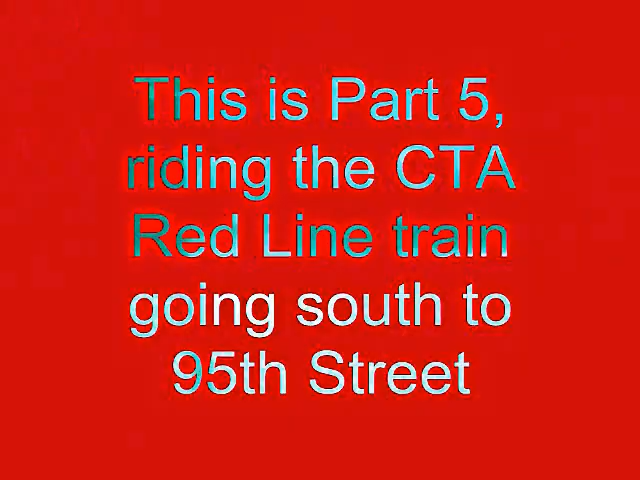 This is Part 5,
riding the CTA
Red Line train
going south to
95th Street